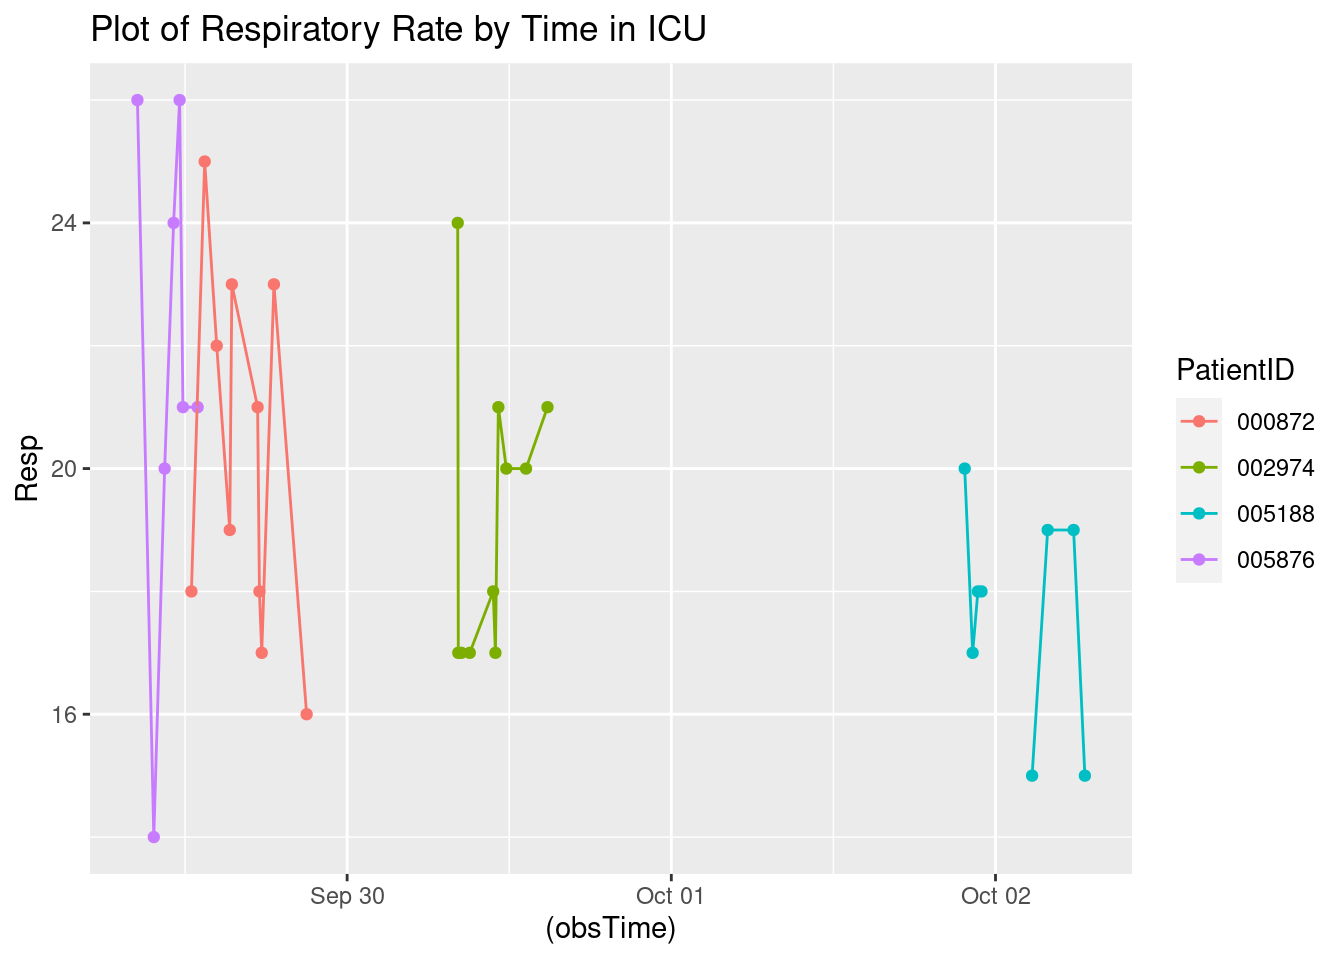 Plot of Respiratory Rate by Time in ICU
Resp
24
20
16
Sep 30
Oct 01
Oct 02
(obsTime)
PatientID
000872
002974
005188
005876